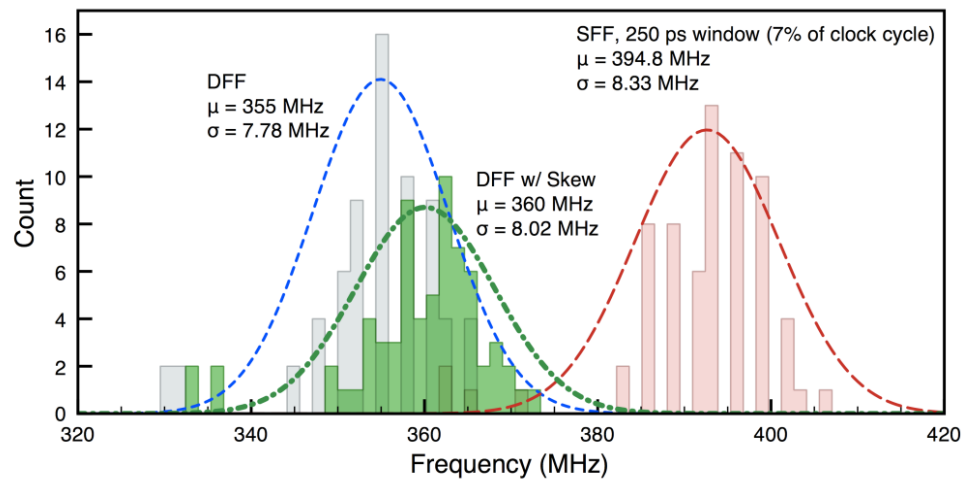 16
14
12
10
8
6
4
2
0
Count
DFF
μ = 355 MHz
σ = 7.78 MHz
DFF w/ Skew
μ = 360 MHz
σ = 8.02 MHz
SFF, 250 ps window (7% of clock cycle)
μ = 394.8 MHz
σ = 8.33 MHz
320 340 360 380 400 420
Frequency (MHz)